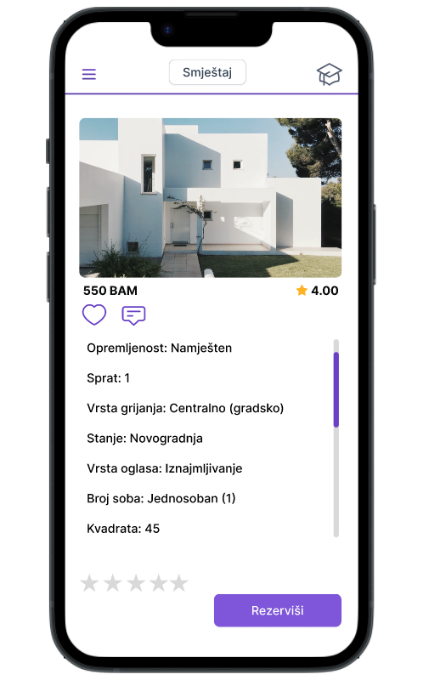 Smještaj
550 BAM
4.00
Opremljenost: Namješten
Sprat: 1
Vrsta grijanja: Centralno (gradsko)
Stanje: Novogradnja
Vrsta oglasa: Iznajmljivanje
Broj soba: Jednosoban (1)
Kvadrata: 45
Rezerviši